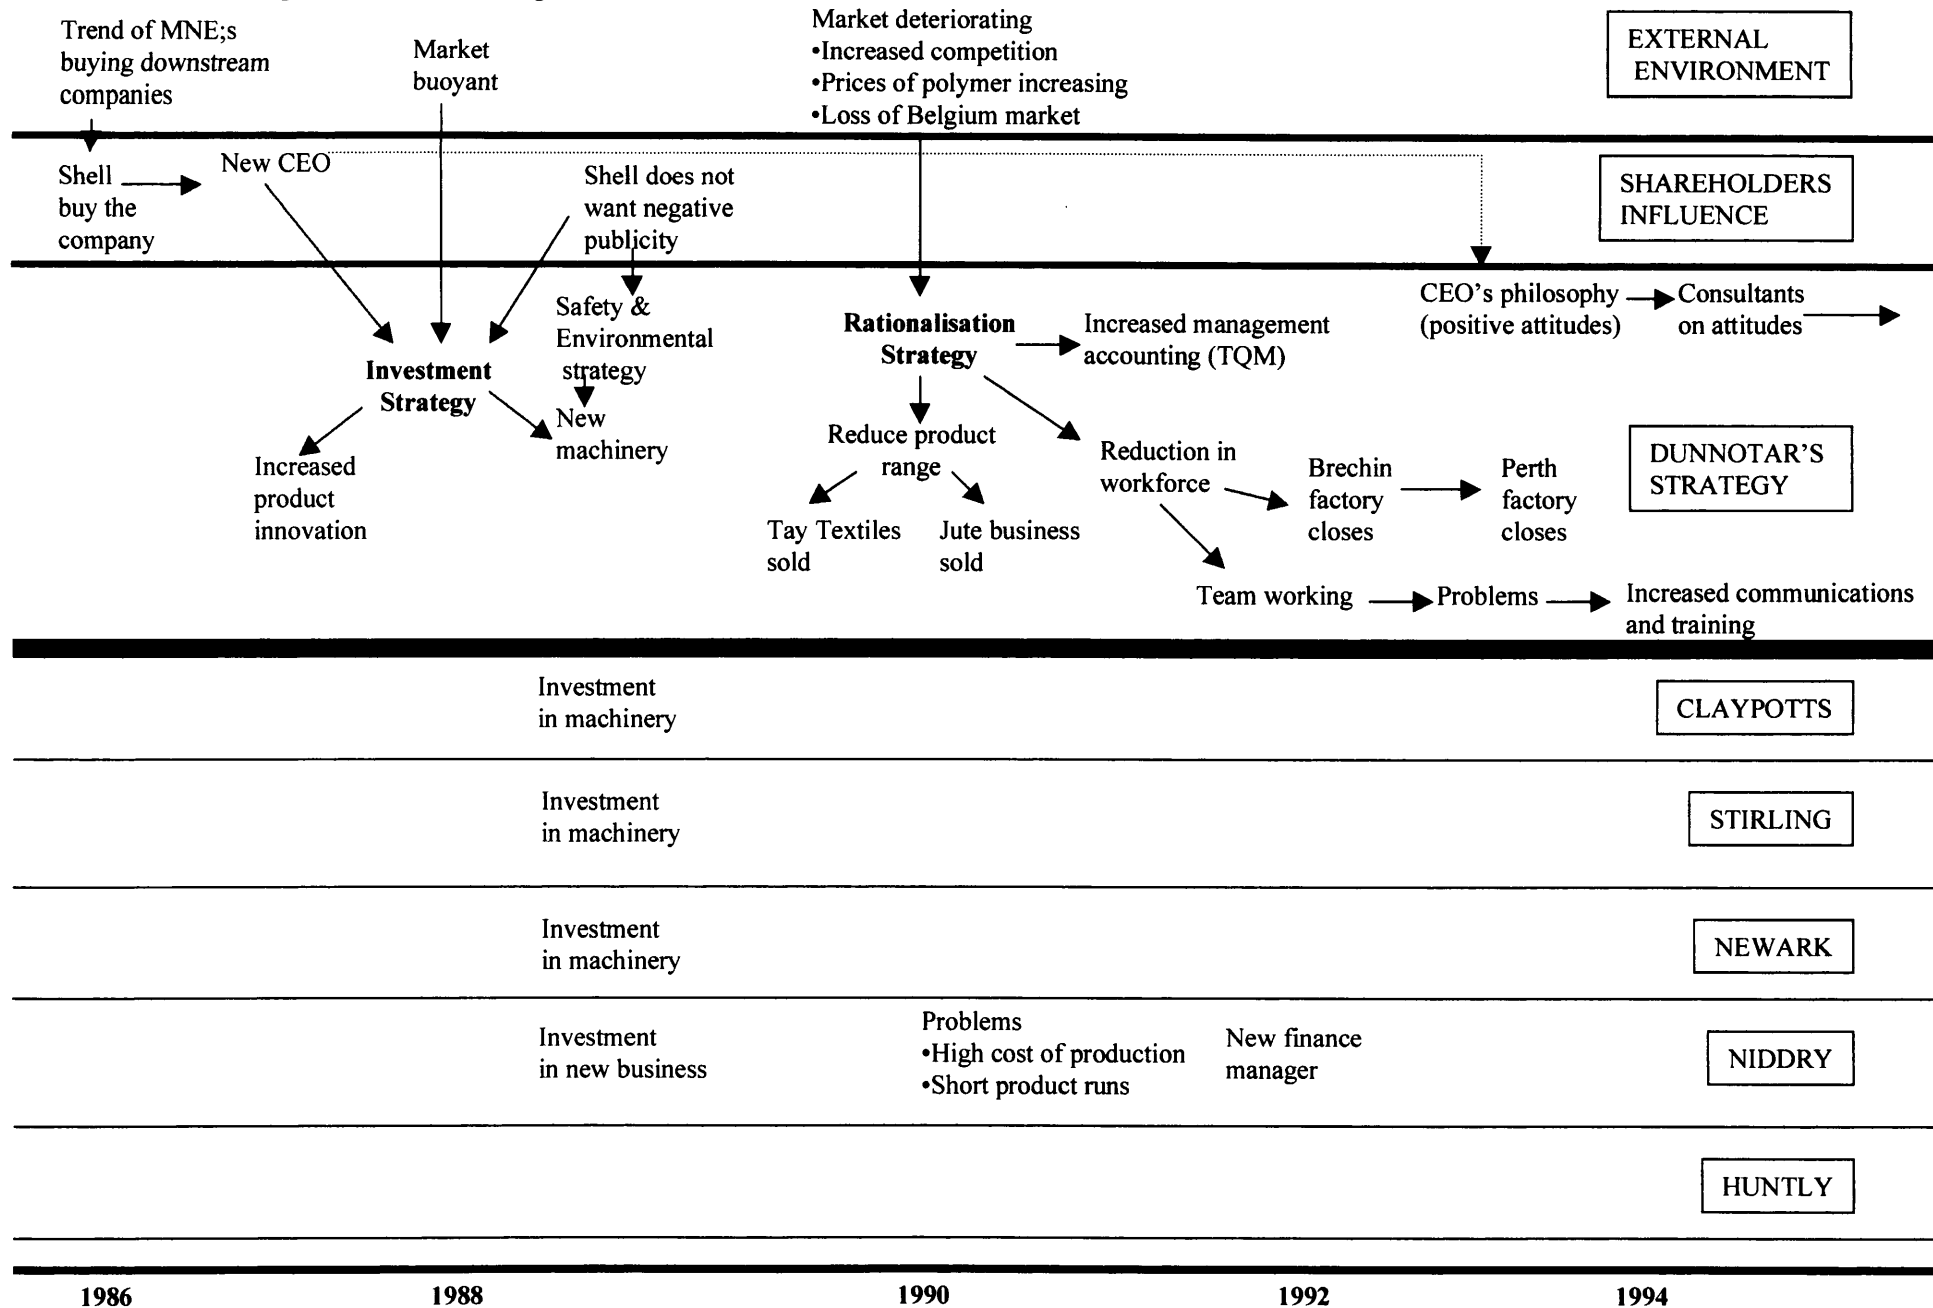 Trend of MNE;s
buying downstream
companies
Market
buoyant
Market deteriorating
•Increased competition
•Prices of polymer increasing
•Loss of Belgium market
EXTERNAL
ENVIRONMENT
Shell
buy the
company
New CEO
Shell does not
want negative
publicity
SHAREHOLDERS
INFLUENCE
Investment
Strategy
Safety &
Environmental
strategy
New
machinery
Increased
product
innovation
Rationalisation
Strategy
Increased management
accounting (TQM)
CEO's philosophy
(positive attitudes)
Consultants
on attitudes
Reduce product
range
Tay Textiles
sold
Jute business
sold
Reduction in
workforce
Brechin
factory
closes
Perth
factory
closes
DUNNOTAR'S
STRATEGY
Team working
Problems
Increased communications
and training
Investment
in machinery
CLAYPOTTS
Investment
in machinery
STIRLING
Investment
in machinery
NEWARK
Investment
in new business
Problems
•High cost of production
•Short product runs
New finance
manager
NIDDRY
HUNTLY
1986
1988
1990
1992
1994